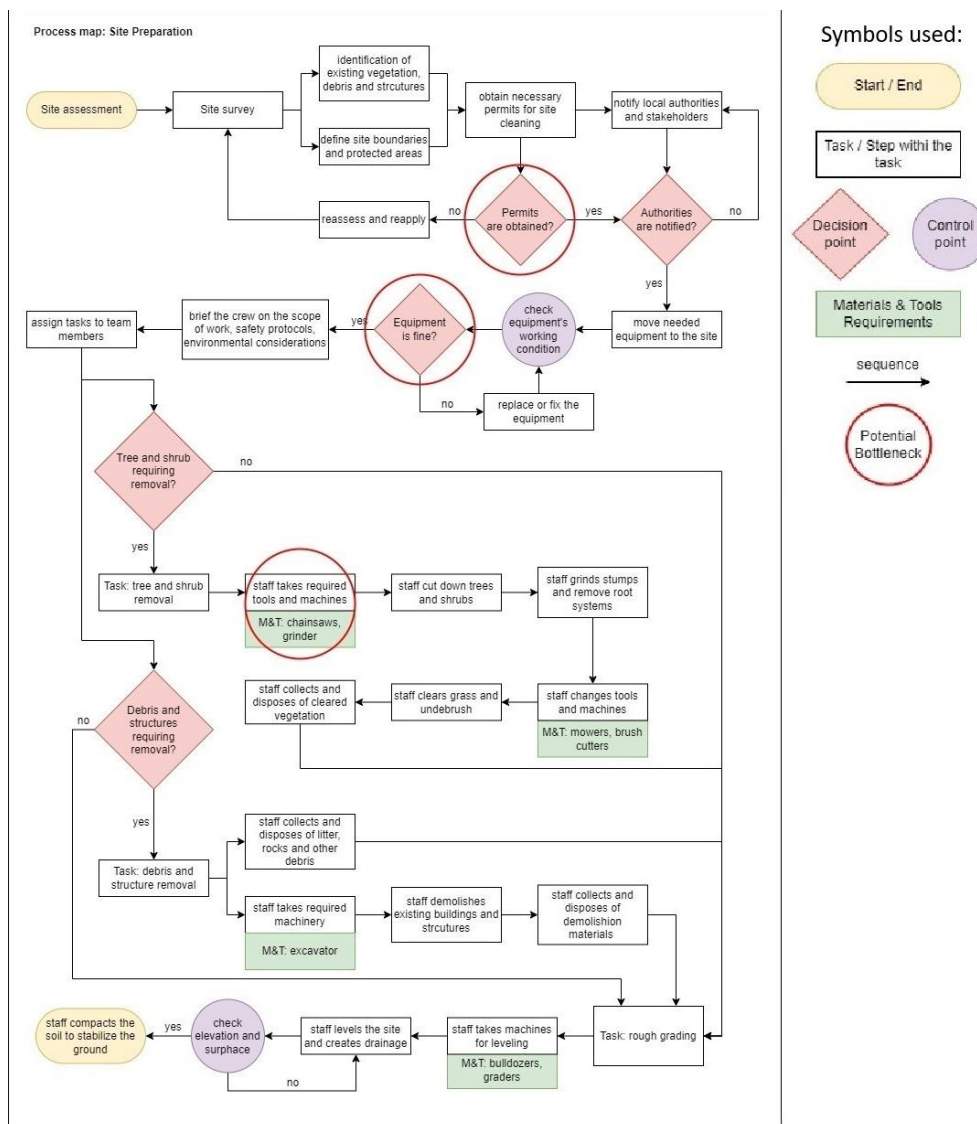 Process map: Site Preparation
Symbols used:
Site assessment
Site survey
identification of
existing vegetation,
debris and strcutures
define site boundaries
and protected areas
obtain necessary
permits for site
cleaning
notify local authorities
and stakeholders
reassess and reapply
no
Permits
are obtained?
yes
Authorities
are notified?
no
yes
assign tasks to team
members
brief the crew on the scope
of work, safety protocols,
environmental considerations
yes
Equipment
is fine?
check
equipment's
working
condition
move needed
equipment to the site
no
replace or fix the
equipment
Tree and shrub
requiring
removal?
no
yes
Task: tree and shrub
removal
staff takes required
tools and machines
M&T: chainsaws,
grinder
staff cut down trees
and shrubs
staff grinds stumps
and remove root
systems
staff collects and
disposes of cleared
vegetation
staff clears grass and
undebrush
staff changes tools
and machines
M&T: mowers, brush
cutters
no
Debris and
structures
requiring
removal?
yes
Task: debris and
structure removal
staff collects and
disposes of litter,
rocks and other
debris
staff takes required
machinery
M&T: excavator
staff demolishes
existing buildings and
strcutures
staff collects and
disposes of
demolishion
materials
staff compacts the
soil to stabilize the
ground
yes
check
elevation and
surphace
no
staff levels the site
and creates drainage
staff takes machines
for leveling
M&T: bulldozers,
graders
Task: rough grading
Start / End
Task / Step withi the
task
Decision
point
Control
point
Materials & Tools
Requirements
sequence
Potential
Bottleneck